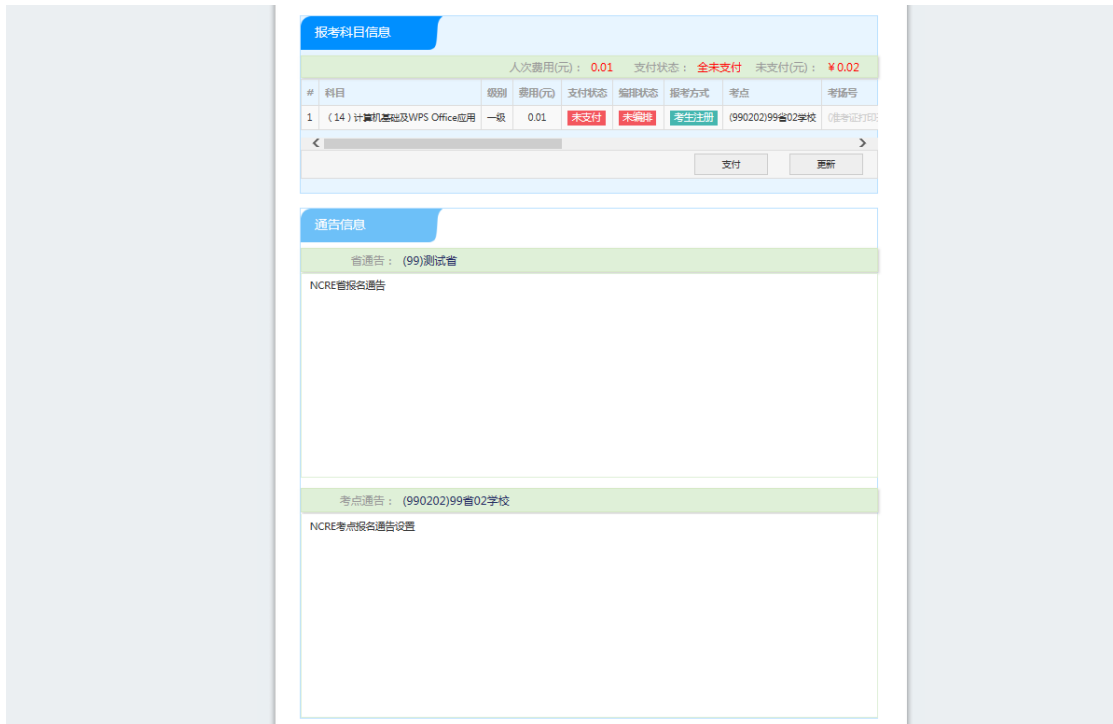 报考科目信息
人次费用(元)： 0.01 支付状态： 全未支付 未支付(元)： ￥0.02
# 科目 级别 费用(元) 支付状态 编排状态 报考方式 考点 考场号
1 （14）计算机基础及WPS Office应用 一级 0.01 未支付 未编排 考生注册 (990202)99省02学校 (准考证打印
支付 更新
通告信息
省通告： (99)测试省
NCRE省报名通告
考点通告： (990202)99省02学校
NCRE考点报名通告设置